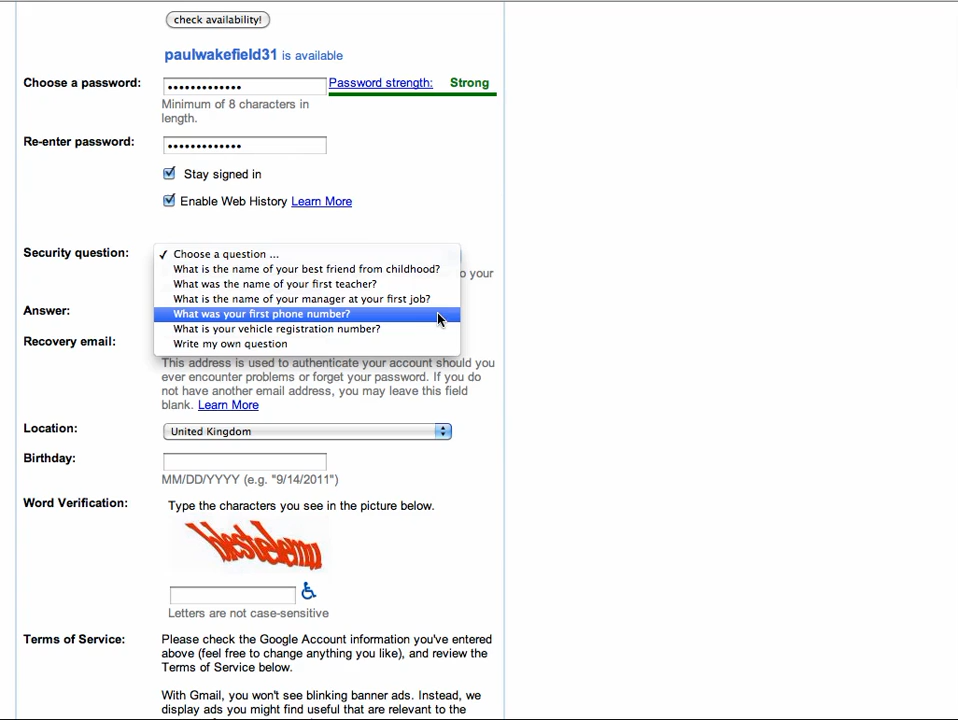 check availability!
paulwakefield31 is available
Choose a password: ••••••••••••• Password strength: Strong
Minimum of 8 characters in
length.
Re-enter password: •••••••••••••
Stay signed in
Enable Web History Learn More
Security question: ✓ Choose a question ...
What is the name of your best friend from childhood?
o your
What was the name of your first teacher?
What is the name of your manager at your first job?
Answer: What was your first phone number?
What is your vehicle registration number?
Recovery email: Write my own question
This address is used to authenticate your account should you
ever encounter problems or forget your password. If you do
not have another email address, you may leave this field
blank. Learn More
Location: United Kingdom
Birthday:
MM/DD/YYYY (e.g. "9/14/2011")
Word Verification: Type the characters you see in the picture below.
Letters are not case-sensitive
Terms of Service: Please check the Google Account information you've entered
above (feel free to change anything you like), and review the
Terms of Service below.
With Gmail, you won't see blinking banner ads. Instead, we
display ads you might find useful that are relevant to the